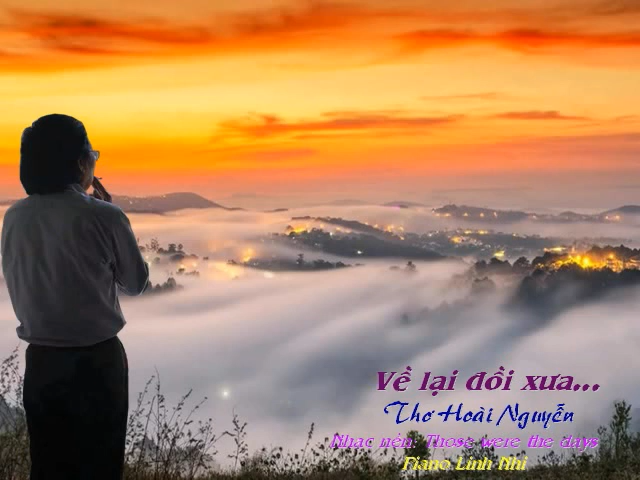 Về lại đồi xưa...
Thơ Hoài Nguyễn
Nhạc nền: Those were the days
Piano Linh Nhi